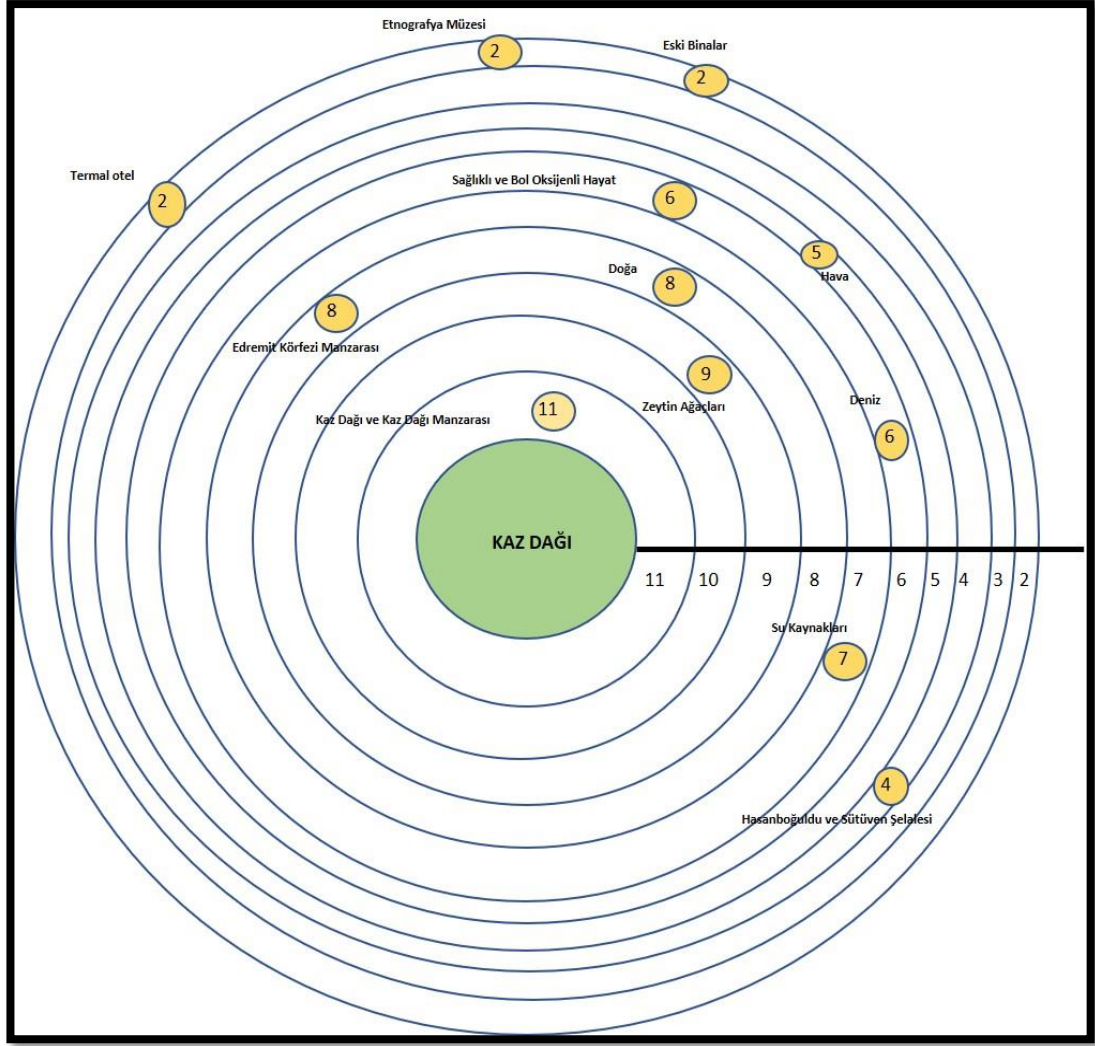 Etnografya Müzesi
2
Eski Binalar
2
Termal otel
2
Sağlıklı ve Bol Oksijenli Hayat
6
5
Hava
Doğa
8
8
Edremit Körfezi Manzarası
9
Zeytin Ağaçları
Deniz
6
Kaz Dağı ve Kaz Dağı Manzarası
11
KAZ DAĞI
11 10 9 8 7 6 5 4 3 2
Su Kaynakları
7
4
Hasanboğuldu ve Sütüven Şelalesi